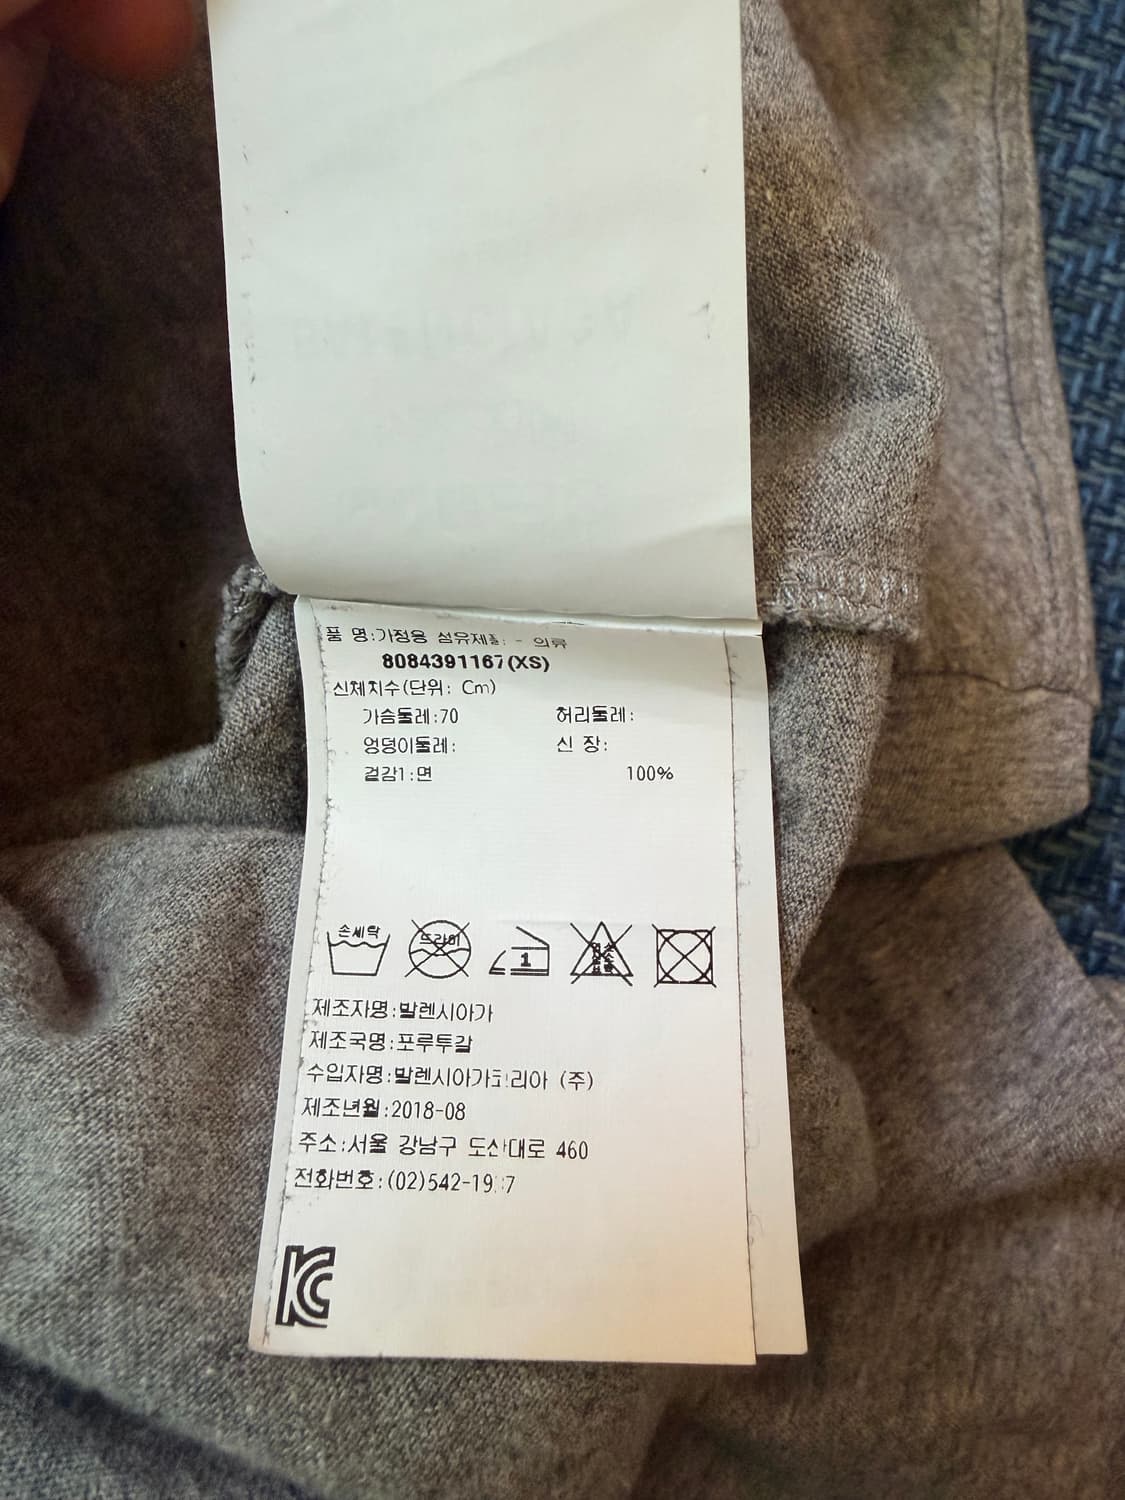 품 명:가정용 섬유제품 - 의류
8084391167(XS)
신체치수(단위: Cm)
가슴둘레:70 허리둘레:
엉덩이둘레: 신 장:
겉감1:면 100%
손세탁 드라이 1
제조자명:발렌시아가
제조국명:포루투갈
수입자명:발렌시아가코리아 (주)
제조년월:2018-08
주소:서울 강남구 도산대로 460
전화번호:
KC